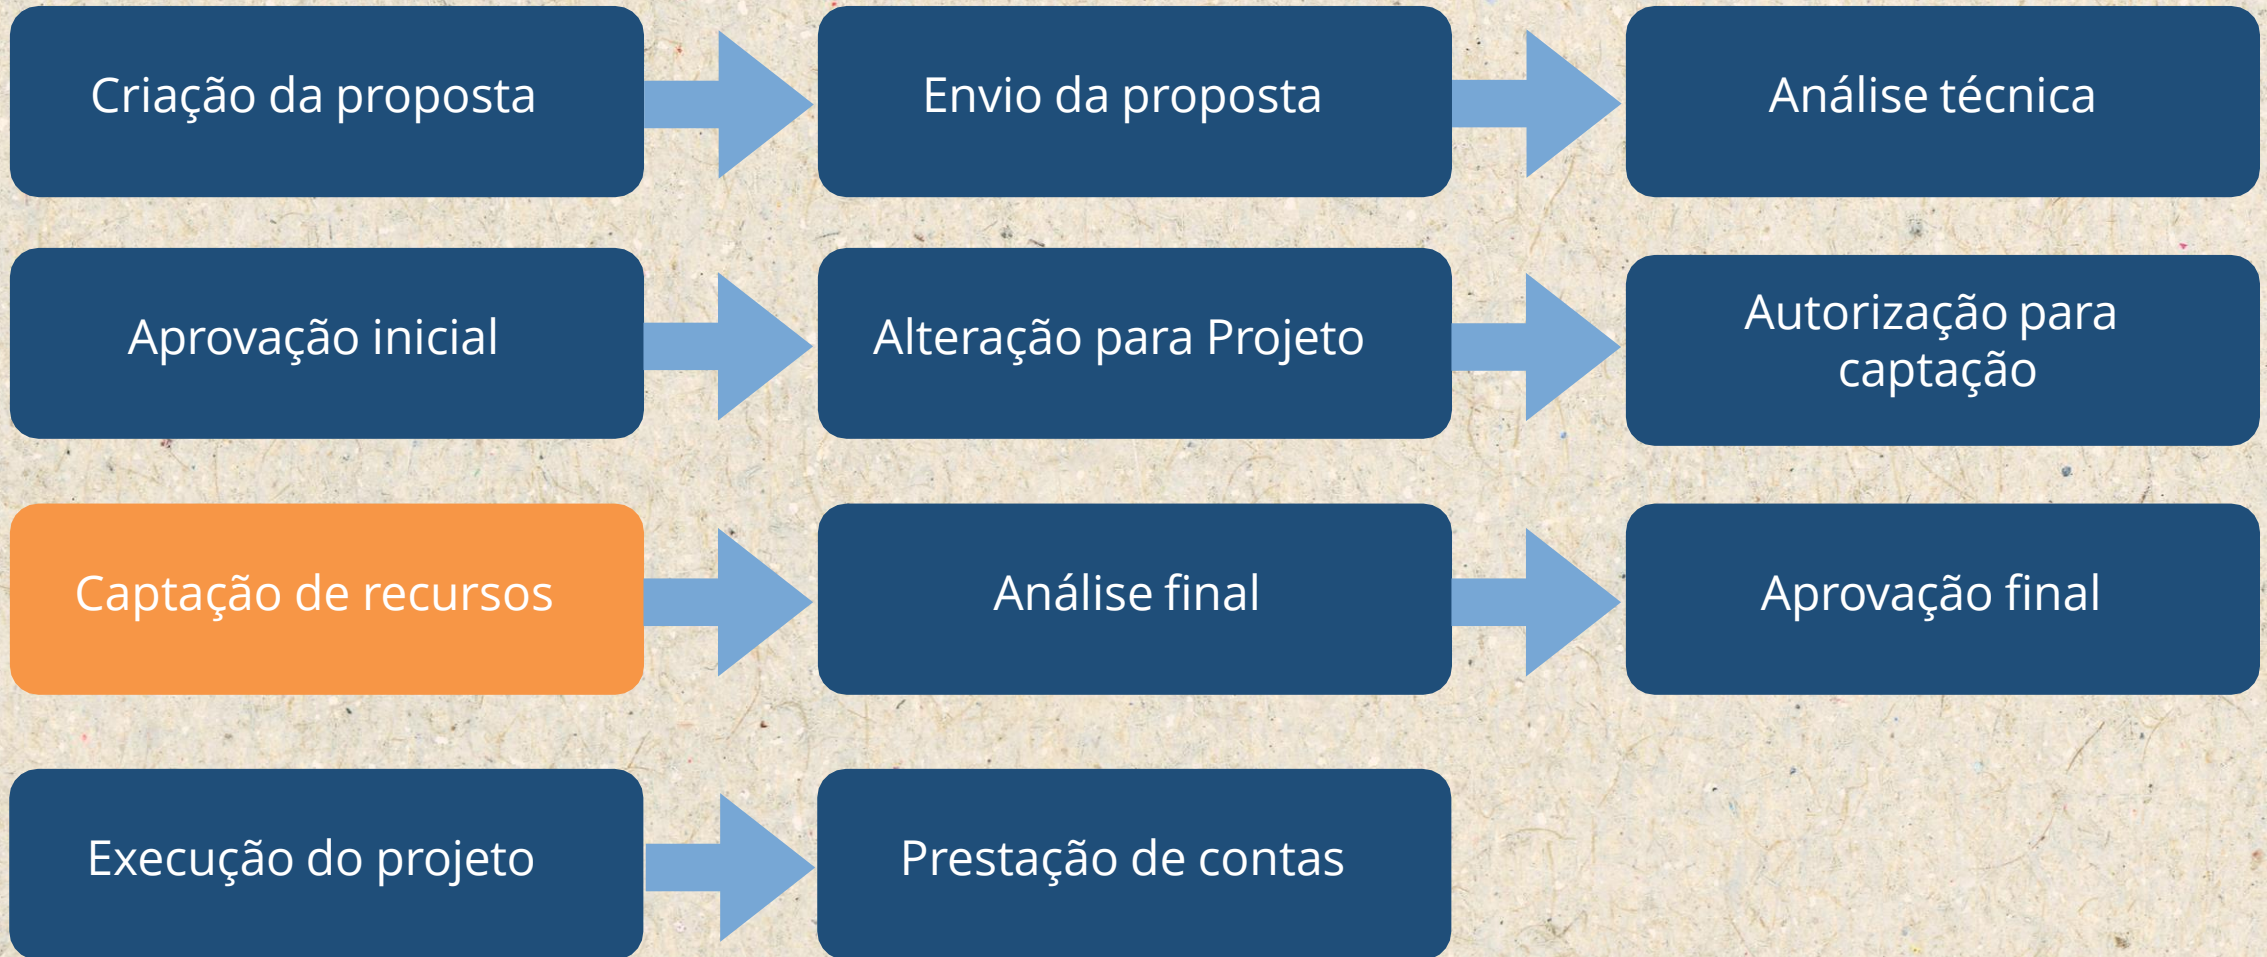 Criação da proposta
Envio da proposta
Análise técnica
Aprovação inicial
Alteração para Projeto
Autorização para
captação
Captação de recursos
Análise final
Aprovação final
Execução do projeto
Prestação de contas